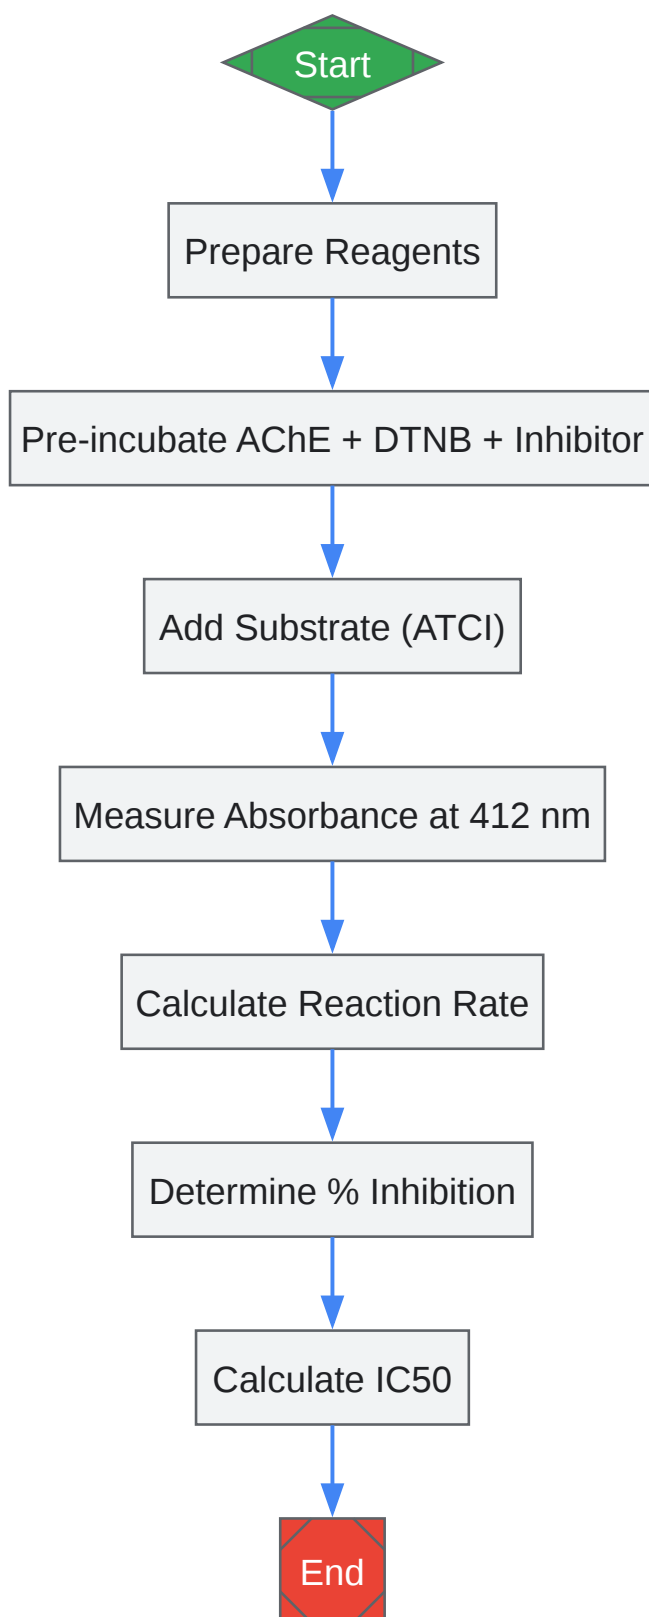 Start
Prepare Reagents
Pre-incubate AChE + DTNB + Inhibitor
Add Substrate (ATCI)
Measure Absorbance at 412 nm
Calculate Reaction Rate
Determine % Inhibition
Calculate IC50
End